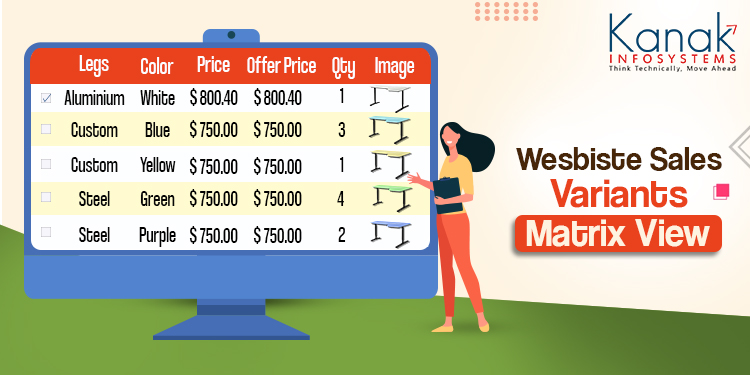 Kanak
INFOSYSTEMS
Think Technically, Move Ahead
Legs Color Price Offer Price Qty Image
Aluminium White $ 800.40 $ 800.40 1
Custom Blue $ 750.00 $ 750.00 3
Custom Yellow $ 750.00 $ 750.00 1
Steel Green $ 750.00 $ 750.00 4
Steel Purple $ 750.00 $ 750.00 2
Wesbiste Sales
Variants
Matrix View